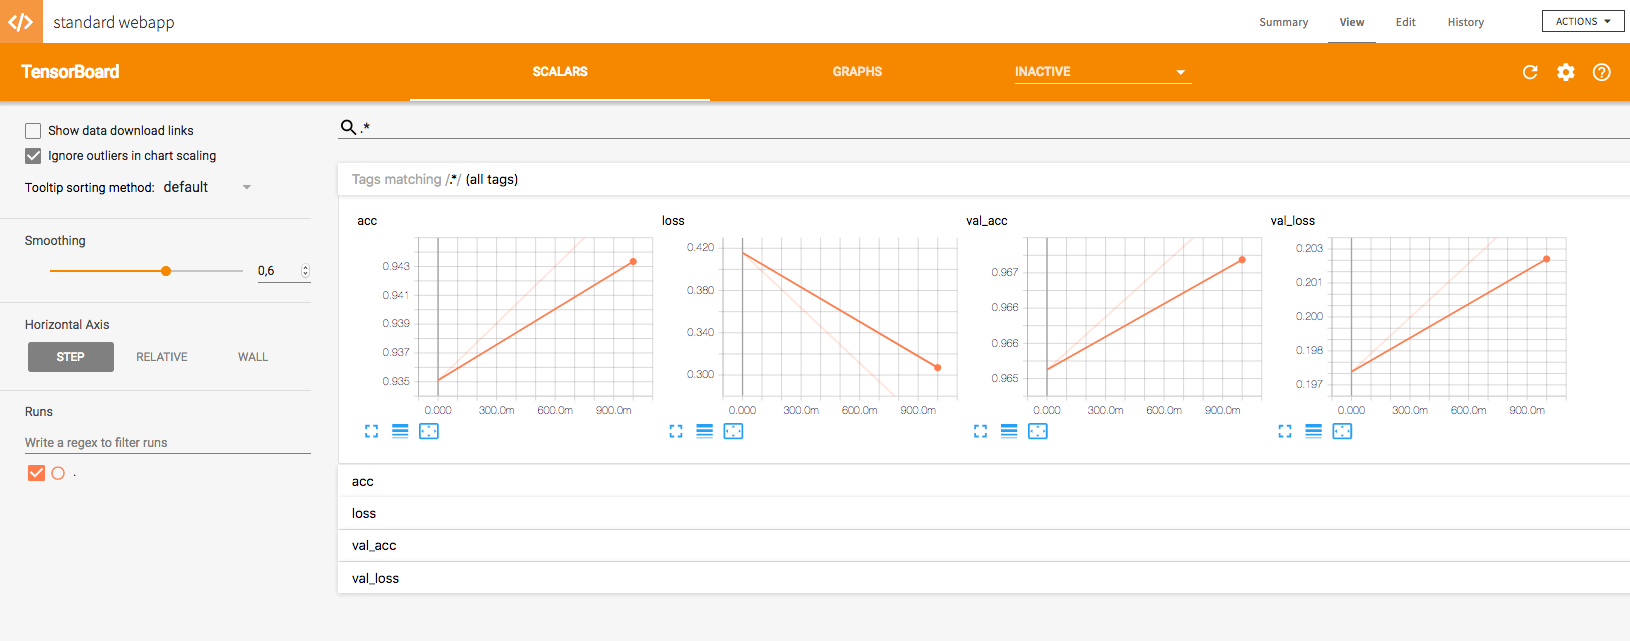 </> standard webapp Summary View Edit History ACTIONS
TensorBoard SCALARS GRAPHS INACTIVE
Show data download links
Ignore outliers in chart scaling
Tooltip sorting method: default
Smoothing
0,6
Horizontal Axis
STEP RELATIVE WALL
Runs
Write a regex to filter runs
.
.*
Tags matching /.*/ (all tags)
acc
0.943
0.941
0.939
0.937
0.935
0.000 300.0m 600.0m 900.0m
loss
0.420
0.380
0.340
0.300
0.000 300.0m 600.0m 900.0m
val_acc
0.967
0.966
0.966
0.965
0.000 300.0m 600.0m 900.0m
val_loss
0.203
0.201
0.200
0.198
0.197
0.000 300.0m 600.0m 900.0m
acc
loss
val_acc
val_loss